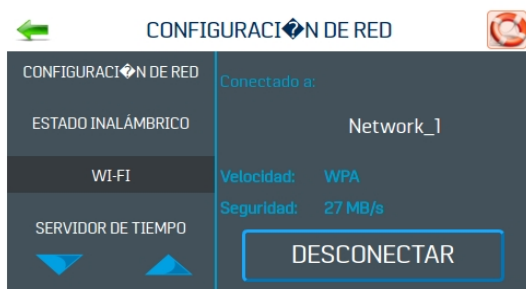 CONFIGURACI�N DE RED
CONFIGURACI�N DE RED
ESTADO INALÁMBRICO
WI-FI
SERVIDOR DE TIEMPO
Conectado a:
Network_1
Velocidad: WPA
Seguridad: 27 MB/s
DESCONECTAR